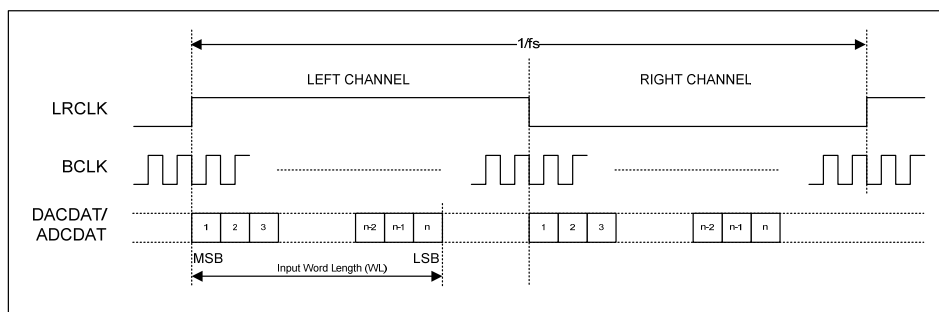 1/fs
LEFT CHANNEL RIGHT CHANNEL
LRCLK
BCLK
DACDAT/
ADCDAT
1 2 3 n-2 n-1 n 1 2 3 n-2 n-1 n
MSB LSB
Input Word Length (WL)